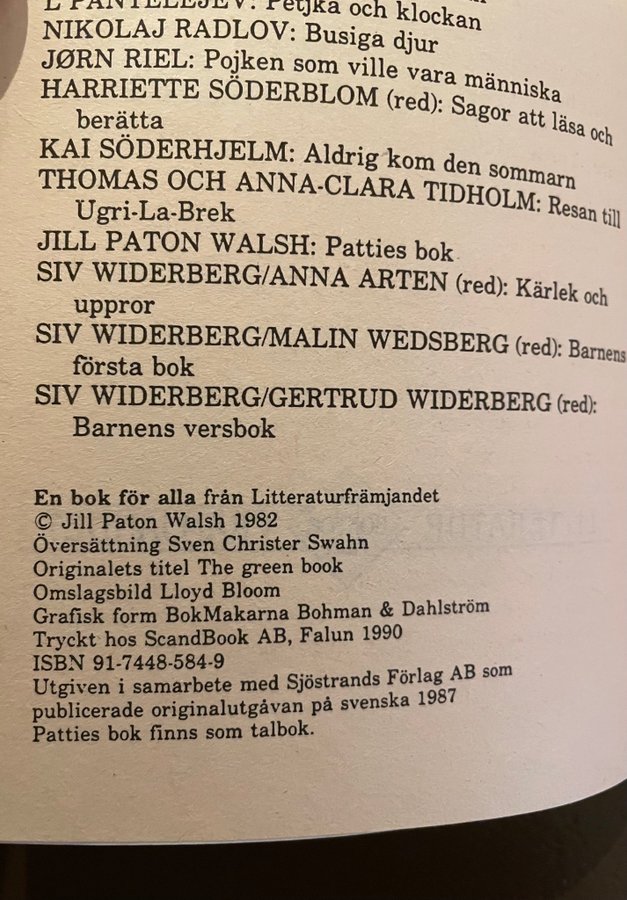 L PANTELEJEV: Petjka och klockan
NIKOLAJ RADLOV: Busiga djur
JØRN RIEL: Pojken som ville vara människa
HARRIETTE SÖDERBLOM (red): Sagor att läsa och
berätta
KAI SÖDERHJELM: Aldrig kom den sommarn
THOMAS OCH ANNA-CLARA TIDHOLM: Resan till
Ugri-La-Brek
JILL PATON WALSH: Patties bok
SIV WIDERBERG/ANNA ARTEN (red): Kärlek och
uppror
SIV WIDERBERG/MALIN WEDSBERG (red): Barnens
första bok
SIV WIDERBERG/GERTRUD WIDERBERG (red):
Barnens versbok
En bok för alla från Litteraturfrämjandet
© Jill Paton Walsh 1982
Översättning Sven Christer Swahn
Originalets titel The green book
Omslagsbild Lloyd Bloom
Grafisk form BokMakarna Bohman & Dahlström
Tryckt hos ScandBook AB, Falun 1990
ISBN 91-7448-584-9
Utgiven i samarbete med Sjöstrands Förlag AB som
publicerade originalutgåvan på svenska 1987
Patties bok finns som talbok.